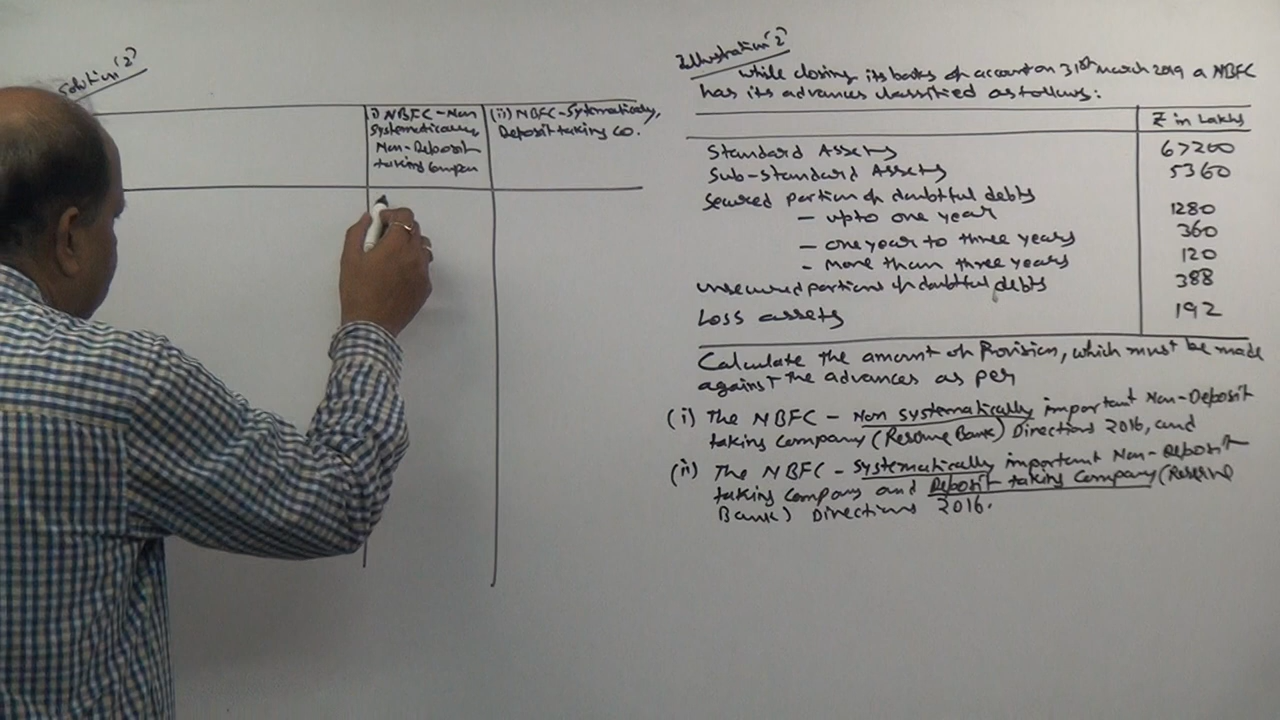 Solution '2'
i) NBFC - Non
Systematically
Non-Deposit
taking Compan
(ii) NBFC - Systematically,
Deposit taking Co.
Illustration '2'
While closing its books of account on 31st March 2019 a NBFC
has its advances classified as follows:
₹ in Lakhs
Standard Assets 67200
Sub-Standard Assets 5360
Secured portion of doubtful debts
- upto one year 1280
- one year to three years 360
- more than three years 120
unsecured portions of doubtful debts 388
Loss assets 192
Calculate the amount of Provision, which must be made
against the advances as per
(i) The NBFC - Non Systematically important Non-Deposit
taking Company (Reserve Bank) Directions 2016, and
(ii) The NBFC - Systematically important Non-Deposit
taking Company and Deposit taking Company (Reserve
Bank) Directions 2016.